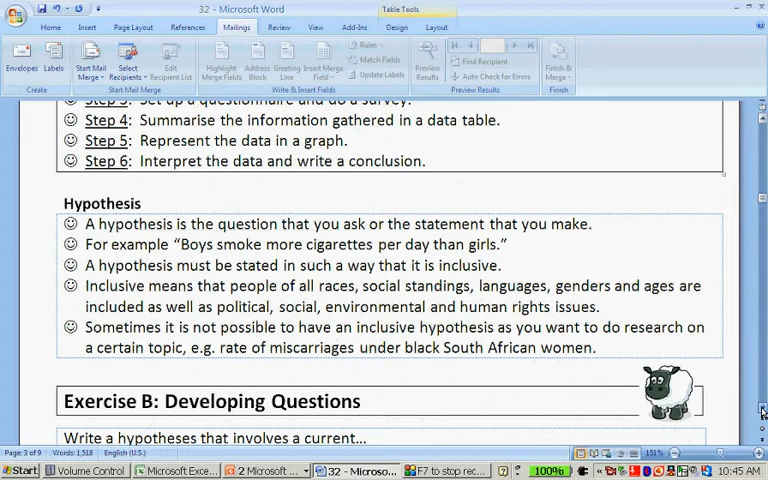 32 - Microsoft Word
Table Tools
Home Insert Page Layout References Mailings Review View Add-Ins Design Layout
Envelopes Labels
Start Mail Merge Select Recipients Edit Recipient List
Highlight Merge Fields Address Block Greeting Line Insert Merge Field
Rules
Match Fields
Update Labels
Preview Results
Find Recipient
Auto Check for Errors
Finish & Merge
Create Start Mail Merge Write & Insert Fields Preview Results Finish
Step 3: Set up a questionnaire and do a survey.
Step 4: Summarise the information gathered in a data table.
Step 5: Represent the data in a graph.
Step 6: Interpret the data and write a conclusion.
Hypothesis
A hypothesis is the question that you ask or the statement that you make.
For example “Boys smoke more cigarettes per day than girls.”
A hypothesis must be stated in such a way that it is inclusive.
Inclusive means that people of all races, social standings, languages, genders and ages are
included as well as political, social, environmental and human rights issues.
Sometimes it is not possible to have an inclusive hypothesis as you want to do research on
a certain topic, e.g. rate of miscarriages under black South African women.
Exercise B: Developing Questions
Write a hypotheses that involves a current...
Page: 3 of 9 Words: 1,518 English (U.S.) 151%
Start Volume Control Microsoft Exce... 2 Microsoft ... 32 - Microso... F7 to stop rec... 100% 10:45 AM